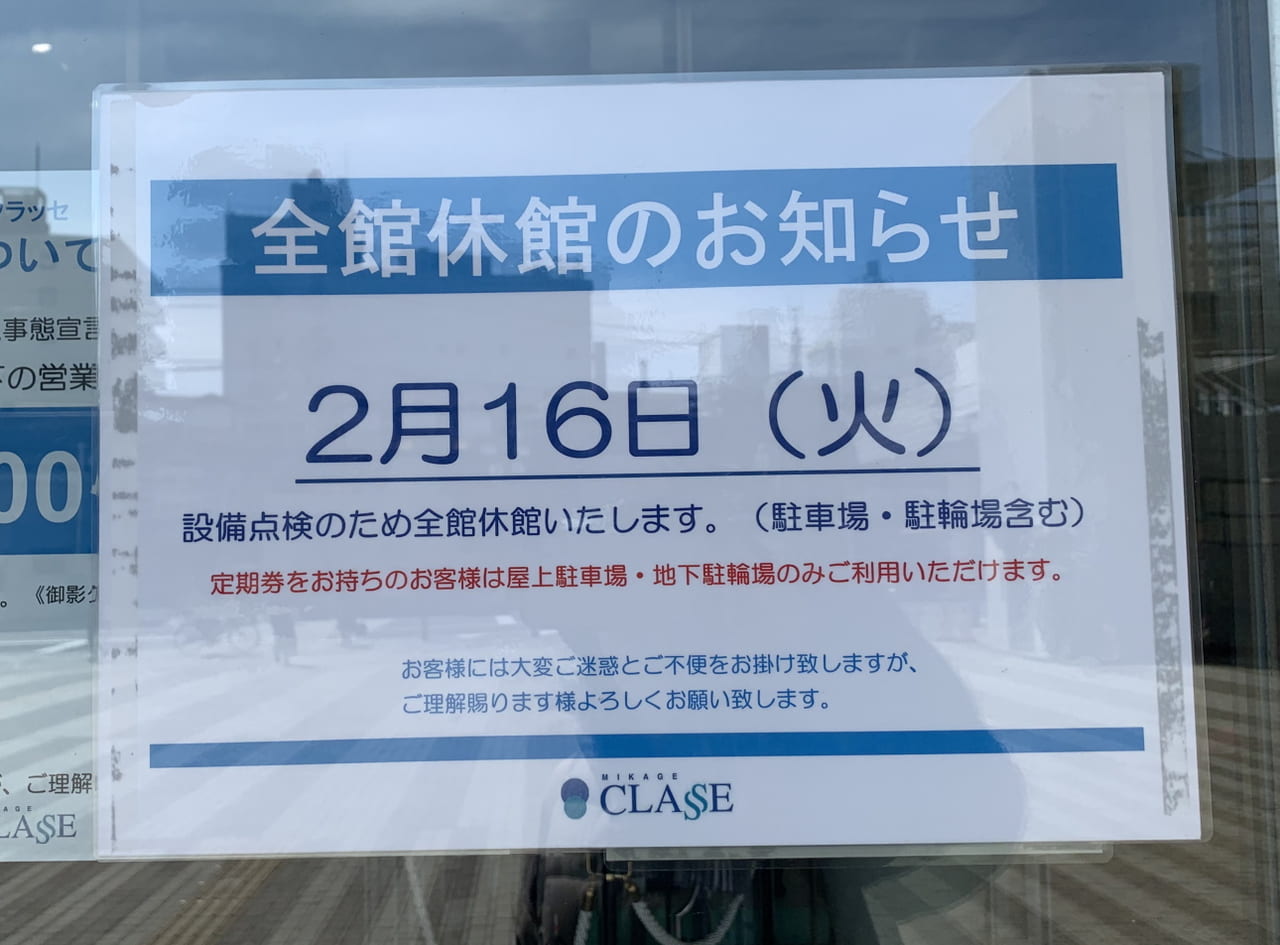 全館休館のお知らせ
2月16日（火）
設備点検のため全館休館いたします。（駐車場・駐輪場含む）
定期券をお持ちのお客様は屋上駐車場・地下駐輪場のみご利用いただけます。
お客様には大変ご迷惑とご不便をお掛け致しますが、
ご理解賜ります様よろしくお願い致します。
MIKAGE
CLASSE
ラッセ
ついて
事態宣言
下の営業
00
。《御影ク
、ご理解
AGE
LASSE